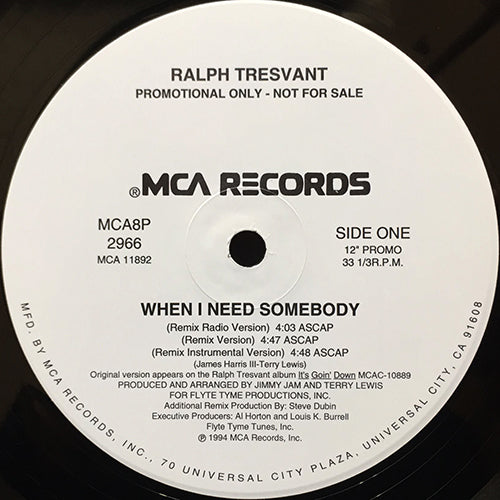 RALPH TRESVANT
PROMOTIONAL ONLY - NOT FOR SALE
®MCA RECORDS
MCA8P
2966
MCA 11892
SIDE ONE
12" PROMO
33 1/3R.P.M.
WHEN I NEED SOMEBODY
(Remix Radio Version) 4:03 ASCAP
(Remix Version) 4:47 ASCAP
(Remix Instrumental Version) 4:48 ASCAP
(James Harris III-Terry Lewis)
Original version appears on the Ralph Tresvant album It's Goin' Down MCAC-10889
PRODUCED AND ARRANGED BY JIMMY JAM AND TERRY LEWIS
FOR FLYTE TYME PRODUCTIONS, INC.
Additional Remix Production By: Steve Dubin
Executive Producers: Al Horton and Louis K. Burrell
Flyte Tyme Tunes, Inc.
℗ 1994 MCA Records, Inc.
MFD. BY MCA RECORDS, INC., 70 UNIVERSAL CITY PLAZA, UNIVERSAL CITY, CA 91608